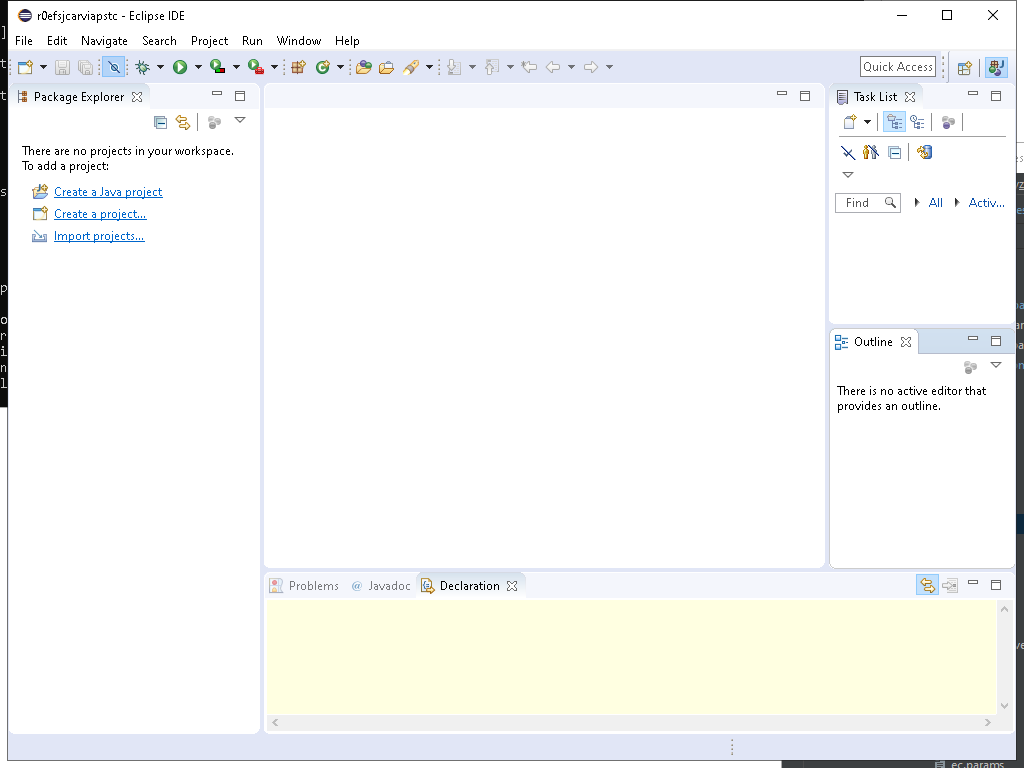 r0efsjcarviapstc - Eclipse IDE
File Edit Navigate Search Project Run Window Help
Quick Access
Package Explorer
There are no projects in your workspace.
To add a project:
Create a Java project
Create a project...
Import projects...
Task List
Find All Activ...
Outline
There is no active editor that
provides an outline.
Problems @ Javadoc Declaration
ec.params